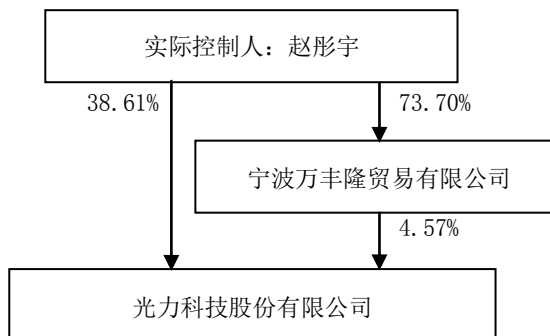 实际控制人：赵彤宇
38.61%
73.70%
宁波万丰隆贸易有限公司
4.57%
光力科技股份有限公司